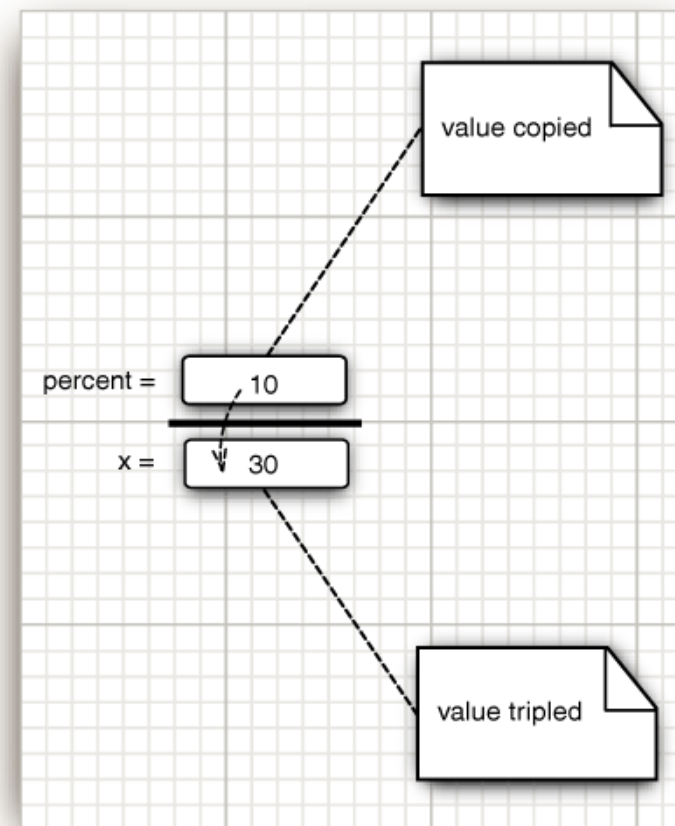 value copied
percent = 10
x = 30
value tripled